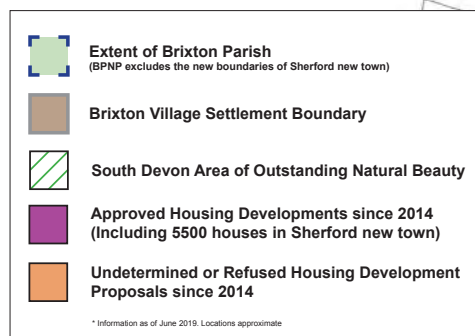 Extent of Brixton Parish
(BPNP excludes the new boundaries of Sherford new town)
Brixton Village Settlement Boundary
South Devon Area of Outstanding Natural Beauty
Approved Housing Developments since 2014
(Including 5500 houses in Sherford new town)
Undetermined or Refused Housing Development
Proposals since 2014
* Information as of June 2019. Locations approximate